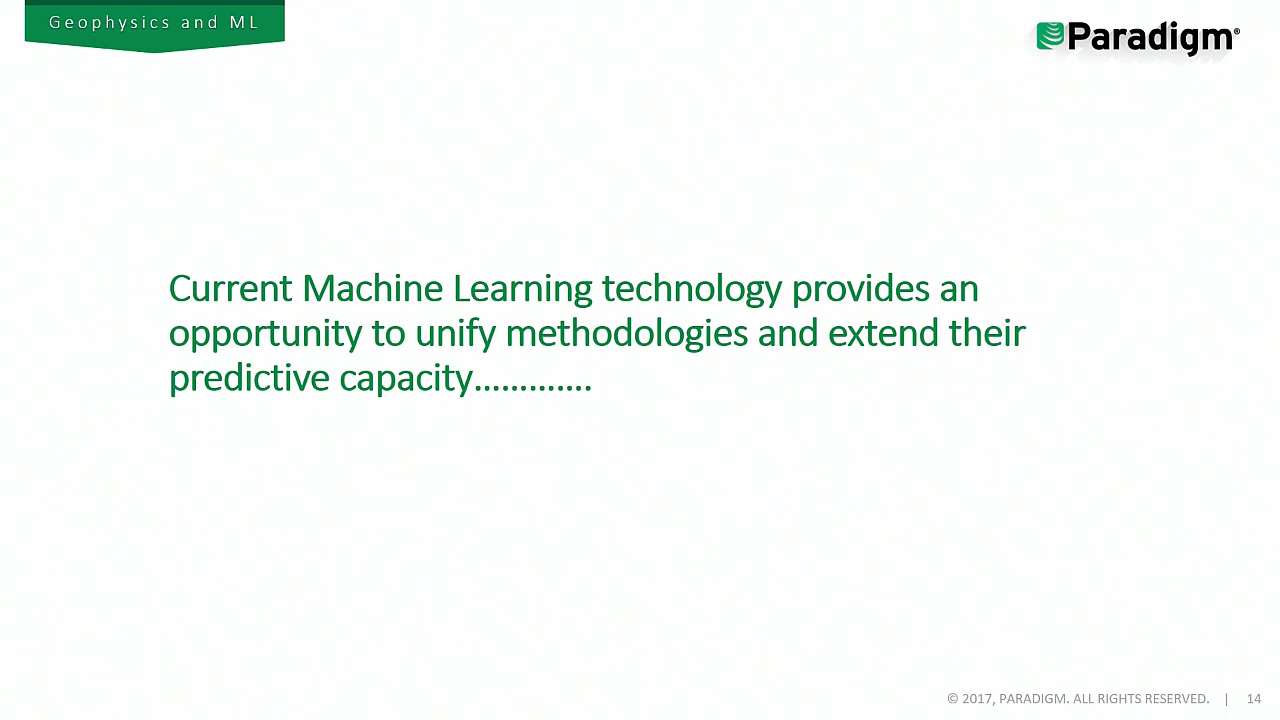 Geophysics and ML
Paradigm®
Current Machine Learning technology provides an
opportunity to unify methodologies and extend their
predictive capacity.............
© 2017, PARADIGM. ALL RIGHTS RESERVED. | 14